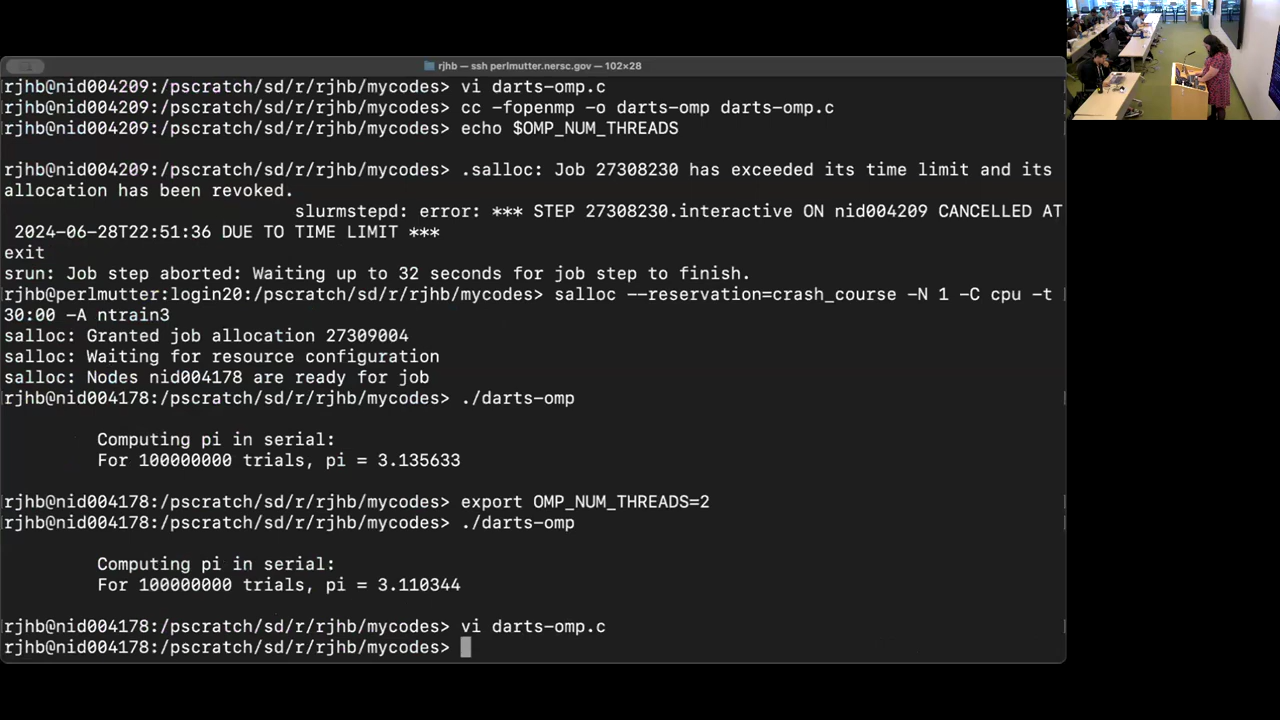 rjhb — ssh perlmutter.nersc.gov — 102×28
rjhb@nid004209:/pscratch/sd/r/rjhb/mycodes> vi darts-omp.c
rjhb@nid004209:/pscratch/sd/r/rjhb/mycodes> cc -fopenmp -o darts-omp darts-omp.c
rjhb@nid004209:/pscratch/sd/r/rjhb/mycodes> echo $OMP_NUM_THREADS
rjhb@nid004209:/pscratch/sd/r/rjhb/mycodes> .salloc: Job 27308230 has exceeded its time limit and its
allocation has been revoked.
slurmstepd: error: *** STEP 27308230.interactive ON nid004209 CANCELLED AT
2024-06-28T22:51:36 DUE TO TIME LIMIT ***
exit
srun: Job step aborted: Waiting up to 32 seconds for job step to finish.
rjhb@perlmutter:login20:/pscratch/sd/r/rjhb/mycodes> salloc --reservation=crash_course -N 1 -C cpu -t
30:00 -A ntrain3
salloc: Granted job allocation 27309004
salloc: Waiting for resource configuration
salloc: Nodes nid004178 are ready for job
rjhb@nid004178:/pscratch/sd/r/rjhb/mycodes> ./darts-omp
Computing pi in serial:
For 100000000 trials, pi = 3.135633
rjhb@nid004178:/pscratch/sd/r/rjhb/mycodes> export OMP_NUM_THREADS=2
rjhb@nid004178:/pscratch/sd/r/rjhb/mycodes> ./darts-omp
Computing pi in serial:
For 100000000 trials, pi = 3.110344
rjhb@nid004178:/pscratch/sd/r/rjhb/mycodes> vi darts-omp.c
rjhb@nid004178:/pscratch/sd/r/rjhb/mycodes>